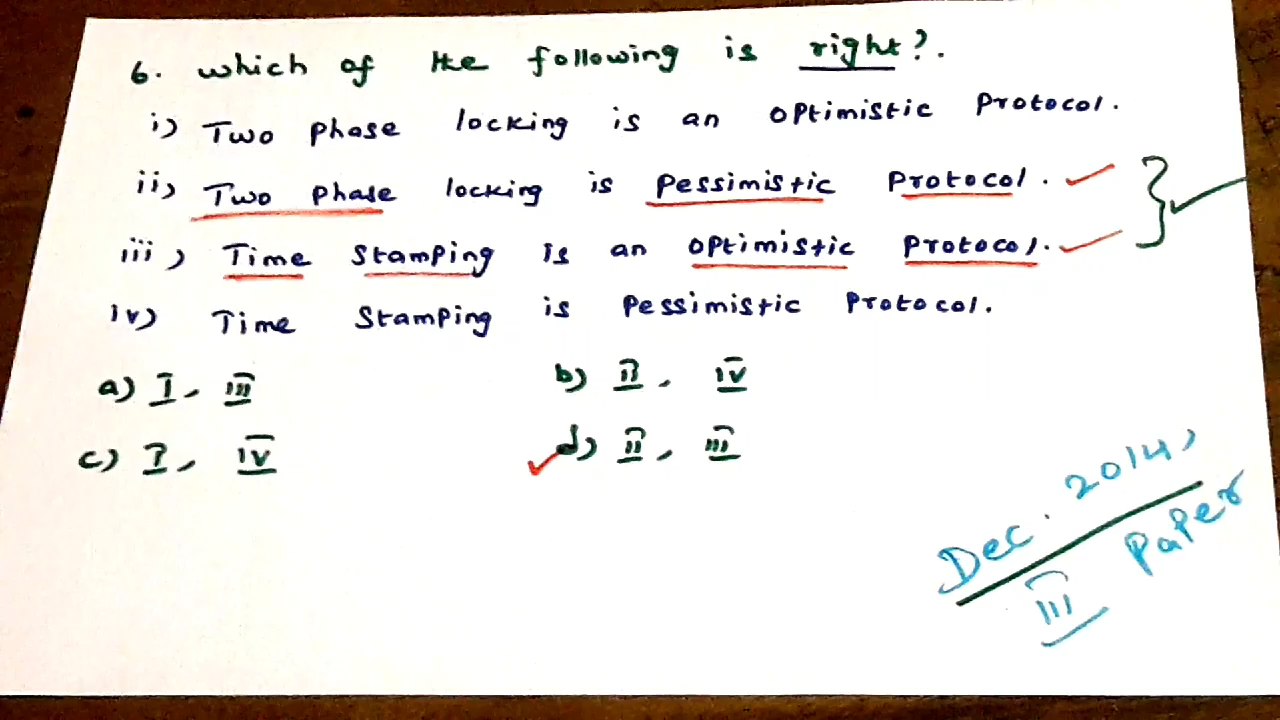 6. which of the following is right?.
i) Two phase locking is an optimistic Protocol.
ii) Two phase locking is Pessimistic Protocol.
iii) Time Stamping is an optimistic Protocol.
iv) Time Stamping is Pessimistic Protocol.
a) I, III b) II, IV
c) I, IV d) II, III
Dec. 2014,
III Paper